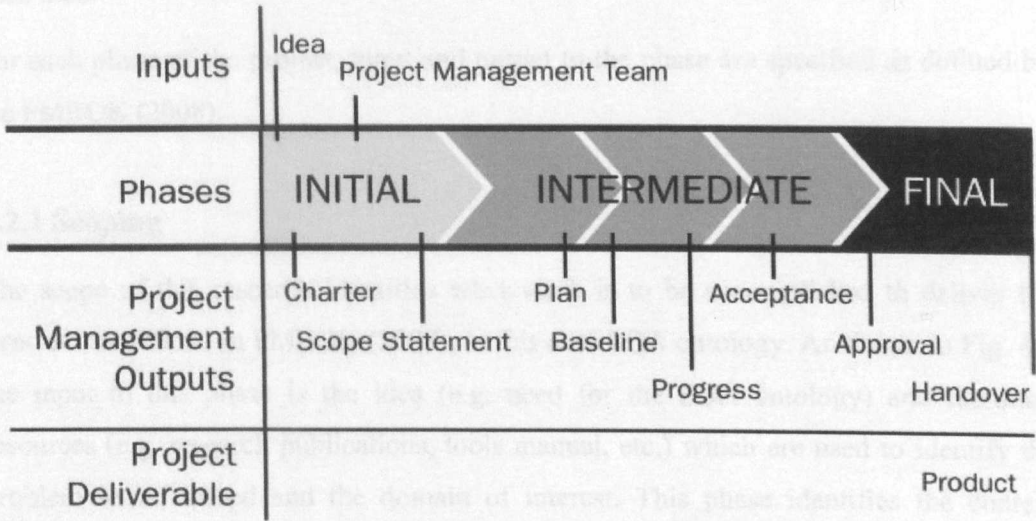 Idea
Inputs
Project Management Team
Phases
INITIAL
INTERMEDIATE
FINAL
Project
Management
Outputs
Charter
Plan
Acceptance
Scope Statement
Baseline
Approval
Progress
Handover
Project
Deliverable
Product